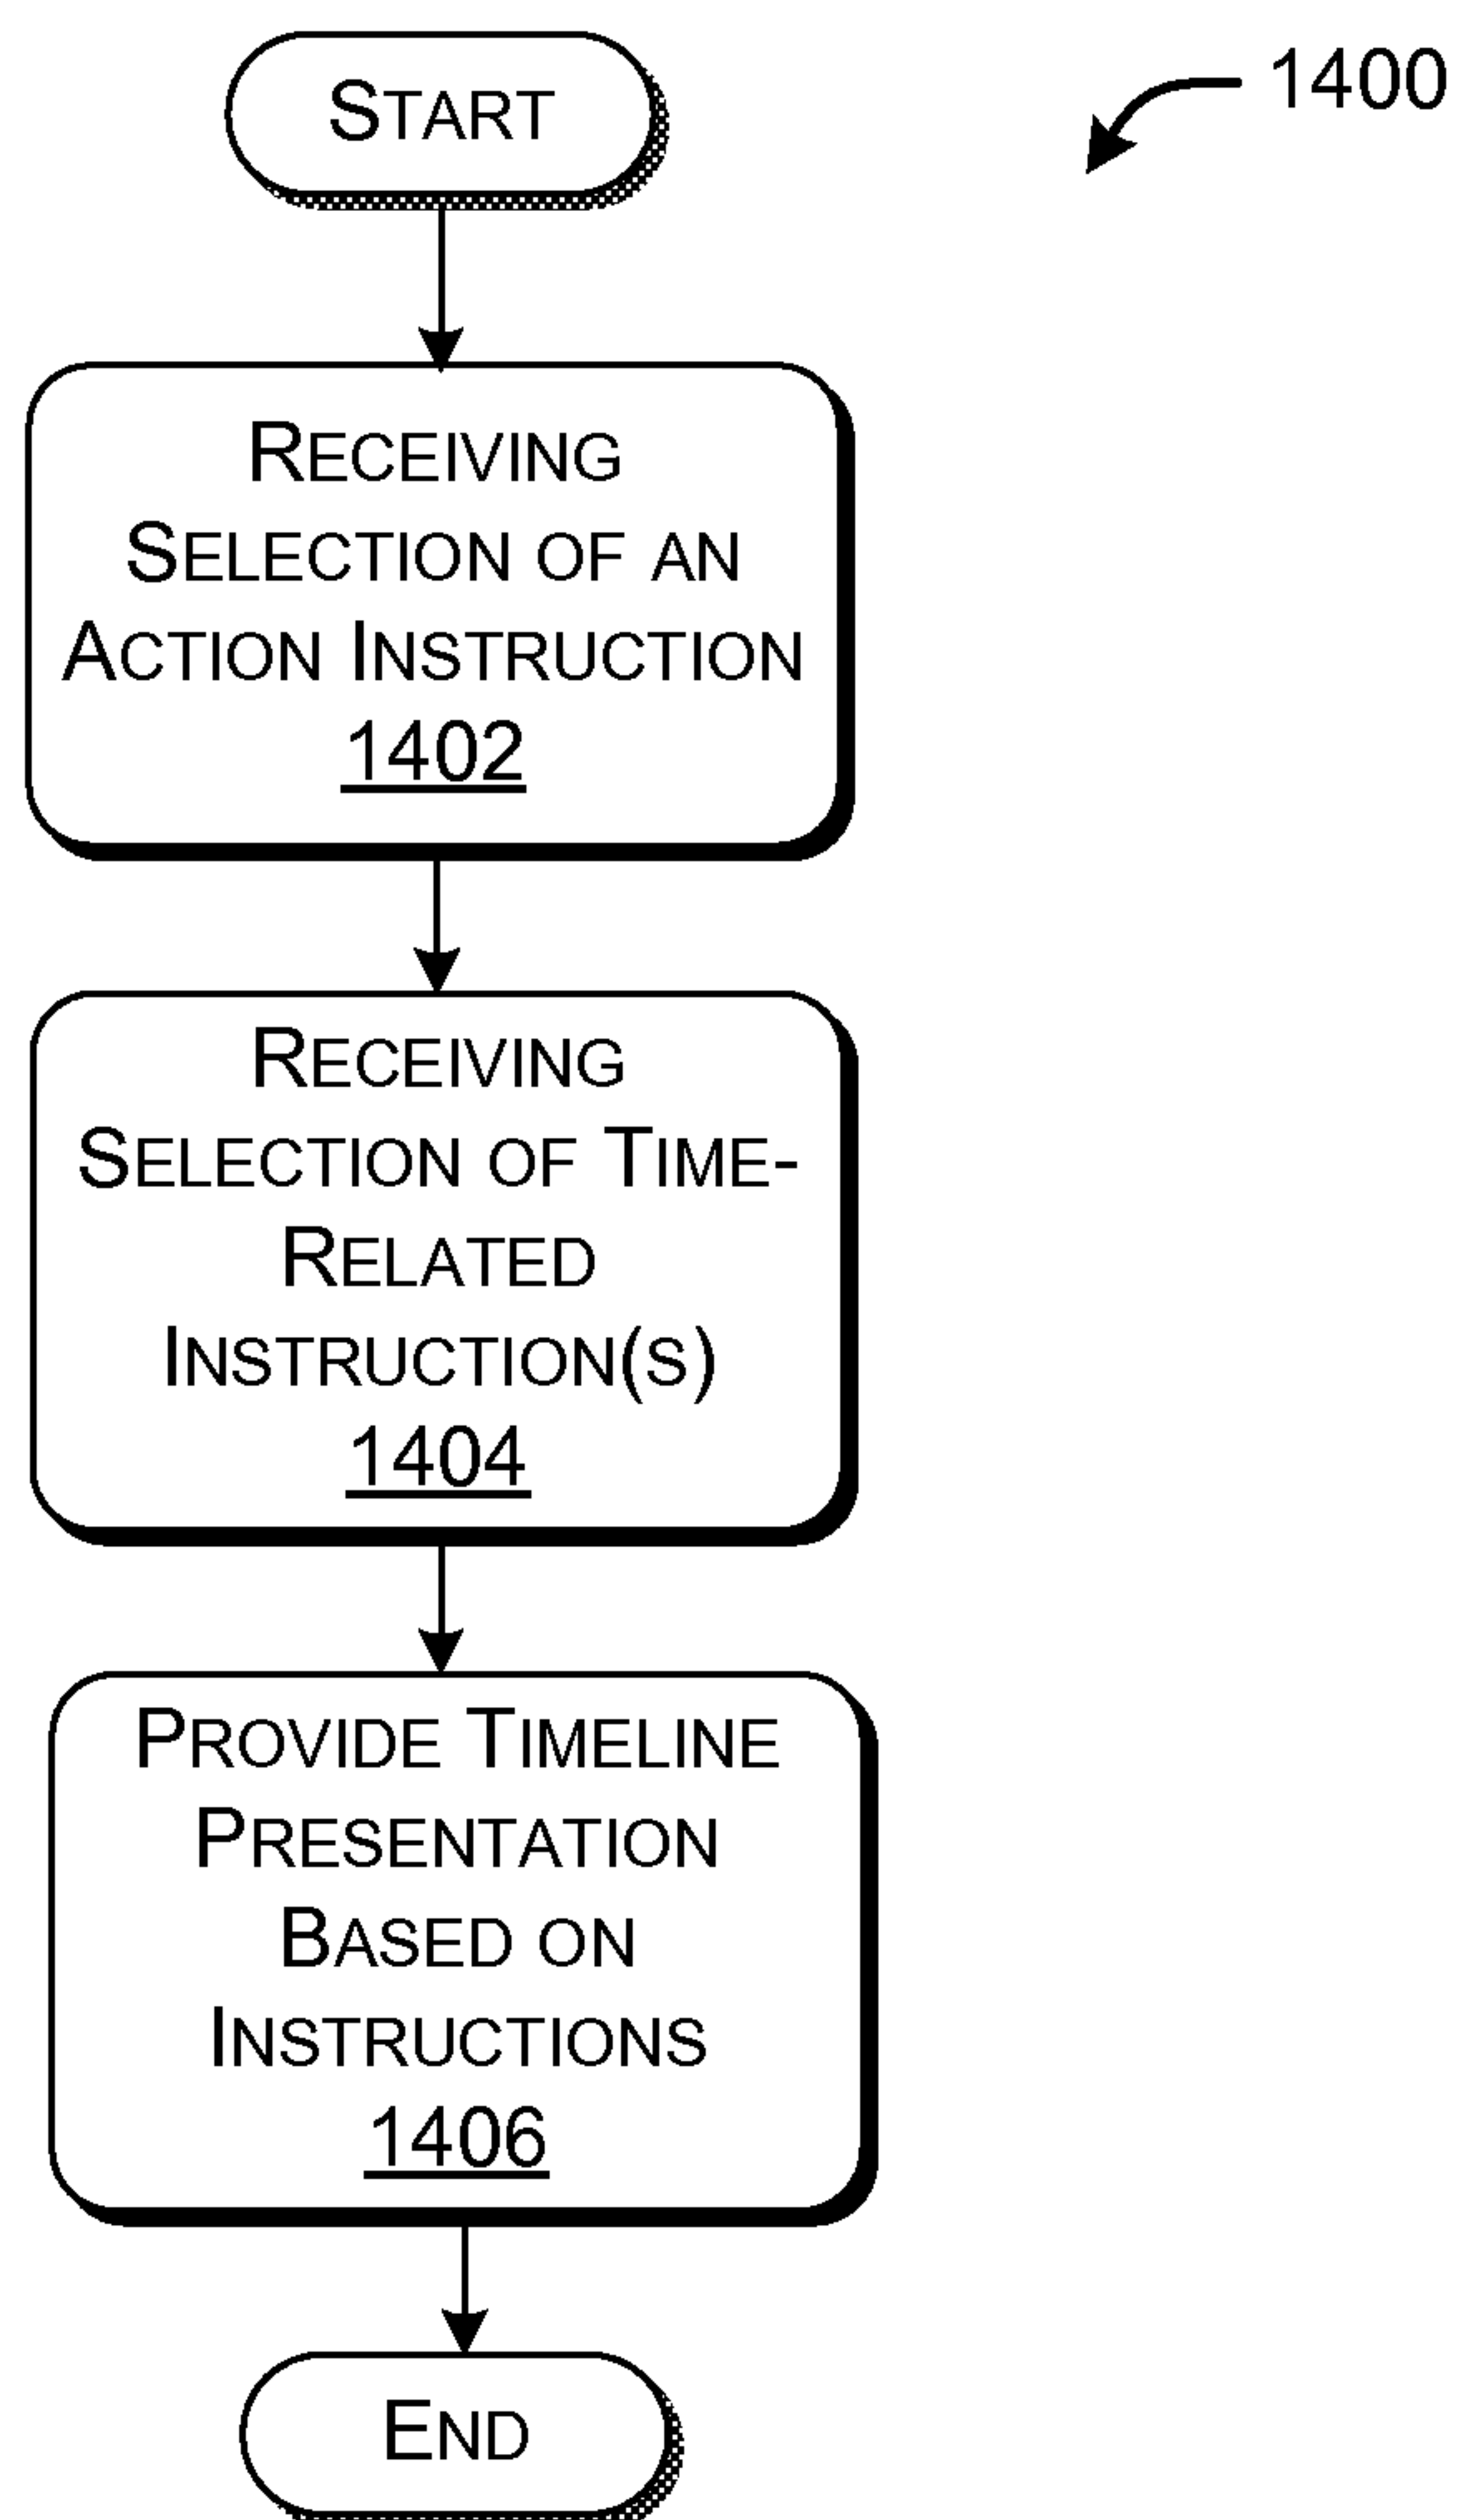 START
1400
RECEIVING
SELECTION OF AN
ACTION INSTRUCTION
1402
RECEIVING
SELECTION OF TIME-
RELATED
INSTRUCTION(S)
1404
PROVIDE TIMELINE
PRESENTATION
BASED ON
INSTRUCTIONS
1406
END